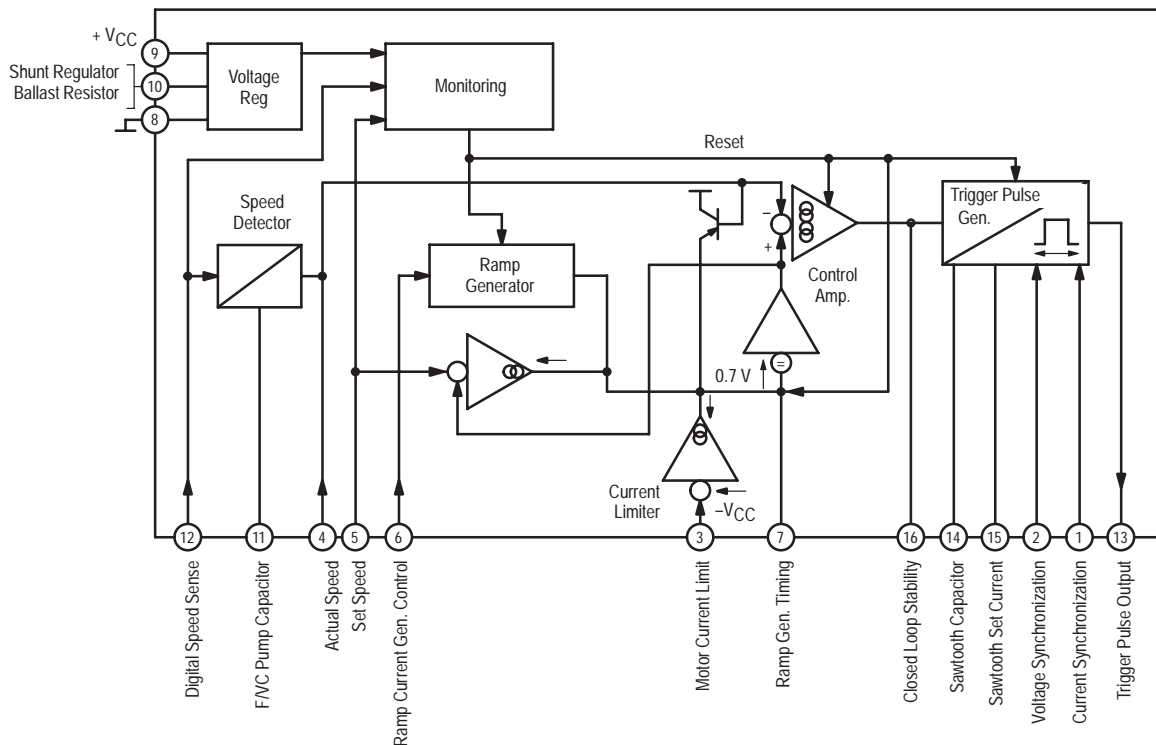 + VCC
9
Shunt Regulator
Ballast Resistor
10
8
Voltage
Reg
Monitoring
Reset
Speed
Detector
Ramp
Generator
–
+
Control
Amp.
Trigger Pulse
Gen.
0.7 V
=
Current
Limiter
–VCC
12
11
4
5
6
3
7
16
14
15
2
1
13
Digital Speed Sense
F/VC Pump Capacitor
Actual Speed
Set Speed
Ramp Current Gen. Control
Motor Current Limit
Ramp Gen. Timing
Closed Loop Stability
Sawtooth Capacitor
Sawtooth Set Current
Voltage Synchronization
Current Synchronization
Trigger Pulse Output